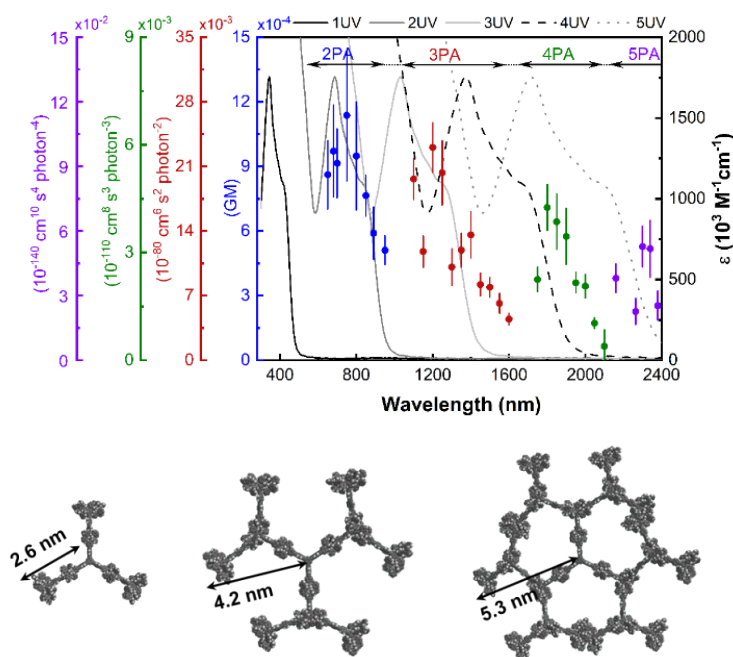 1UV 2UV 3UV 4UV 5UV
x10⁻² x10⁻³ x10⁻³ x10⁻⁴
15 9 35 15 2000
2PA 3PA 4PA 5PA
12 28 12 1750
1500
9 6 21 9 1250
1000
6 14 6 750
3 3 7 3 500
250
0 0 0 0 0
(10⁻¹⁴⁰ cm¹⁰ s⁴ photon⁻⁴)
(10⁻¹¹⁰ cm⁸ s³ photon⁻³)
(10⁻⁸⁰ cm⁶ s² photon⁻²)
(GM)
ε (10³ M⁻¹cm⁻¹)
400 800 1200 1600 2000 2400
Wavelength (nm)
2.6 nm
4.2 nm
5.3 nm